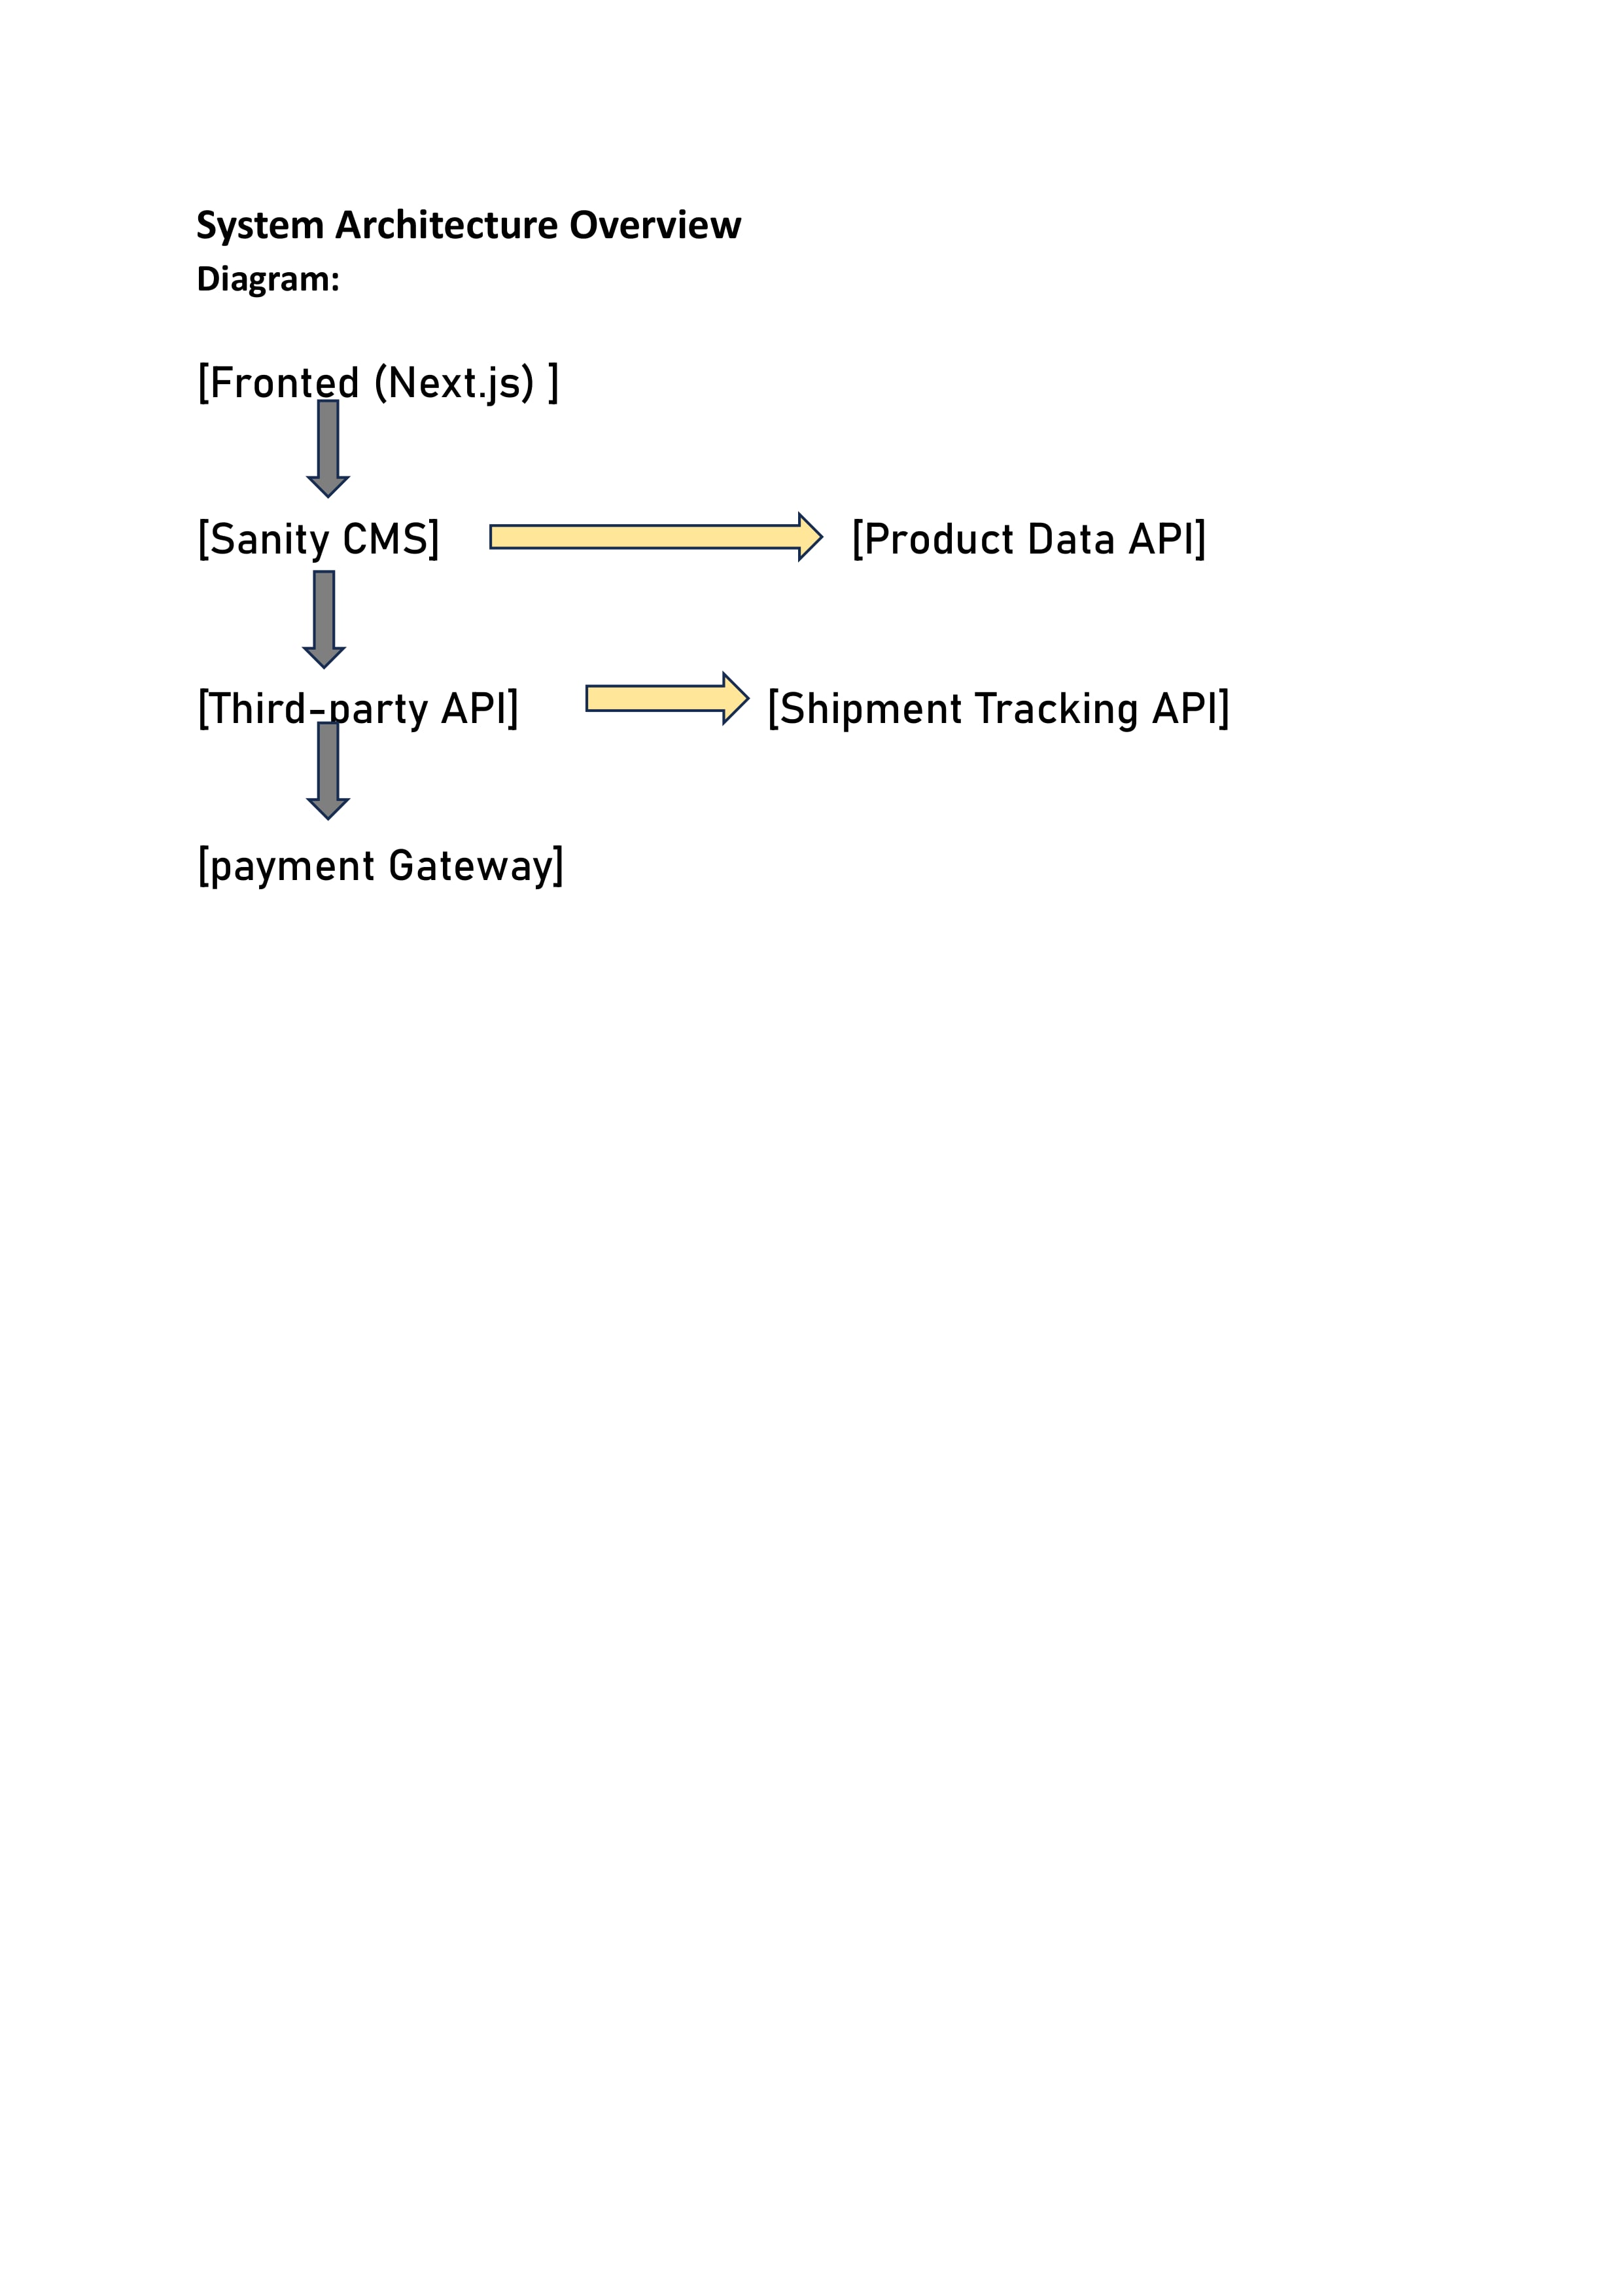 System Architecture Overview
Diagram:
[Fronted (Next.js) ]
[Sanity CMS] [Product Data API]
[Third-party API] [Shipment Tracking API]
[payment Gateway]